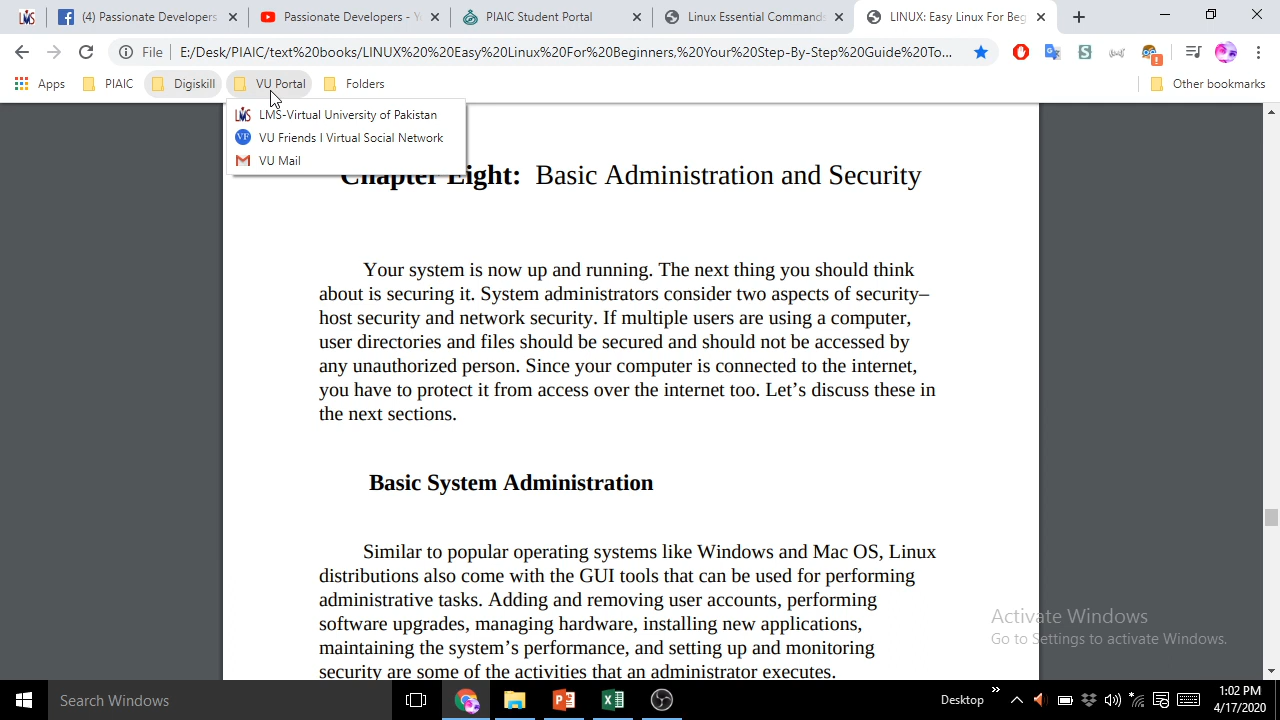 (4) Passionate Developers
Passionate Developers - Y
PIAIC Student Portal
Linux Essential Command
LINUX: Easy Linux For Beg
File
E:/Desk/PIAIC/text%20books/LINUX%20%20Easy%20Linux%20For%20Beginners,%20Your%20Step-By-Step%20Guide%20To...
Apps
PIAIC
Digiskill
VU Portal
Folders
Other bookmarks
LMS-Virtual University of Pakistan
VU Friends I Virtual Social Network
VU Mail
Chapter Eight: Basic Administration and Security
Your system is now up and running. The next thing you should think
about is securing it. System administrators consider two aspects of security–
host security and network security. If multiple users are using a computer,
user directories and files should be secured and should not be accessed by
any unauthorized person. Since your computer is connected to the internet,
you have to protect it from access over the internet too. Let’s discuss these in
the next sections.
Basic System Administration
Similar to popular operating systems like Windows and Mac OS, Linux
distributions also come with the GUI tools that can be used for performing
administrative tasks. Adding and removing user accounts, performing
software upgrades, managing hardware, installing new applications,
maintaining the system’s performance, and setting up and monitoring
security are some of the activities that an administrator executes.
Activate Windows
Go to Settings to activate Windows.
Search Windows
Desktop
1:02 PM
4/17/2020